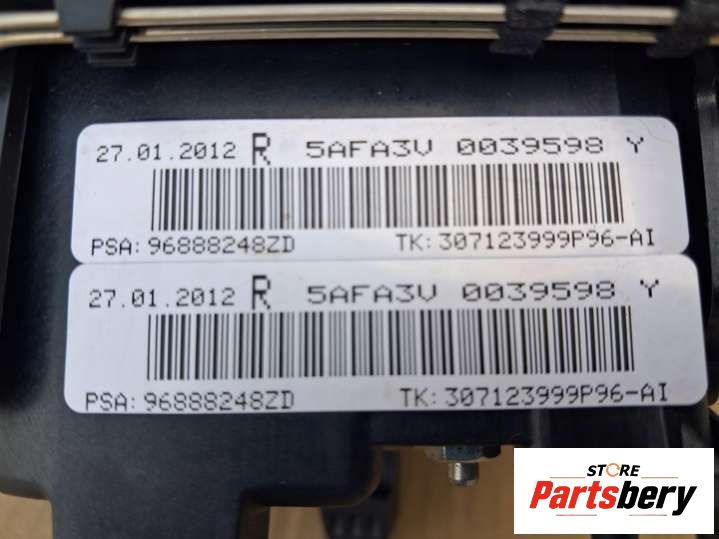 27.01.2012 R 5AFA3V 0039598 Y
PSA: 96888248ZD TK: 307123999P96-AI
27.01.2012 R 5AFA3V 0039598 Y
PSA: 96888248ZD TK: 307123999P96-AI
STORE
Partsbery